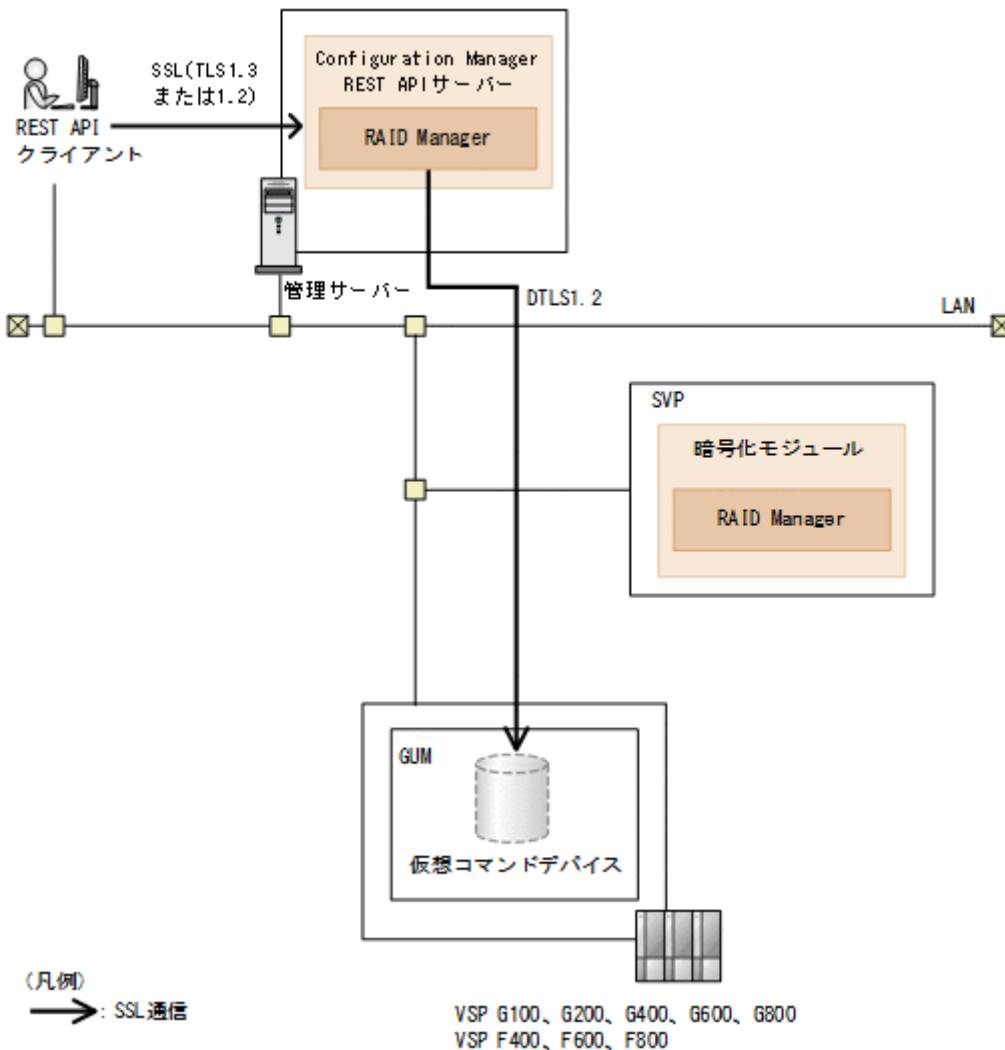 Configuration Manager
REST APIサーバー
RAID Manager
SSL(TLS1.3
または1.2)
REST API
クライアント
管理サーバー
DTLS1.2
LAN
SVP
暗号化モジュール
RAID Manager
GUM
仮想コマンドデバイス
(凡例)
: SSL通信
VSP G100、G200、G400、G600、G800
VSP F400、F600、F800